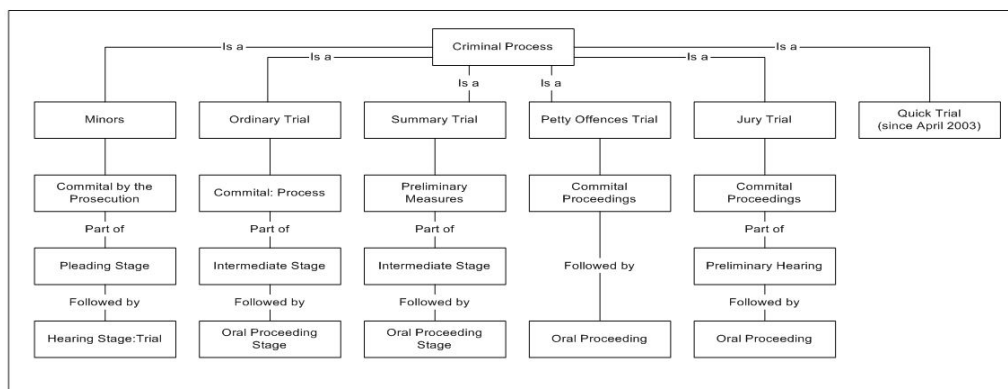 Criminal Process
Is a
Is a
Is a
Is a
Is a
Is a
Minors
Ordinary Trial
Summary Trial
Petty Offences Trial
Jury Trial
Quick Trial
(since April 2003)
Commital by the
Prosecution
Commital: Process
Preliminary
Measures
Commital
Proceedings
Commital
Proceedings
Part of
Part of
Part of
Part of
Pleading Stage
Intermediate Stage
Intermediate Stage
Followed by
Preliminary Hearing
Followed by
Followed by
Followed by
Followed by
Hearing Stage:Trial
Oral Proceeding
Stage
Oral Proceeding
Stage
Oral Proceeding
Oral Proceeding